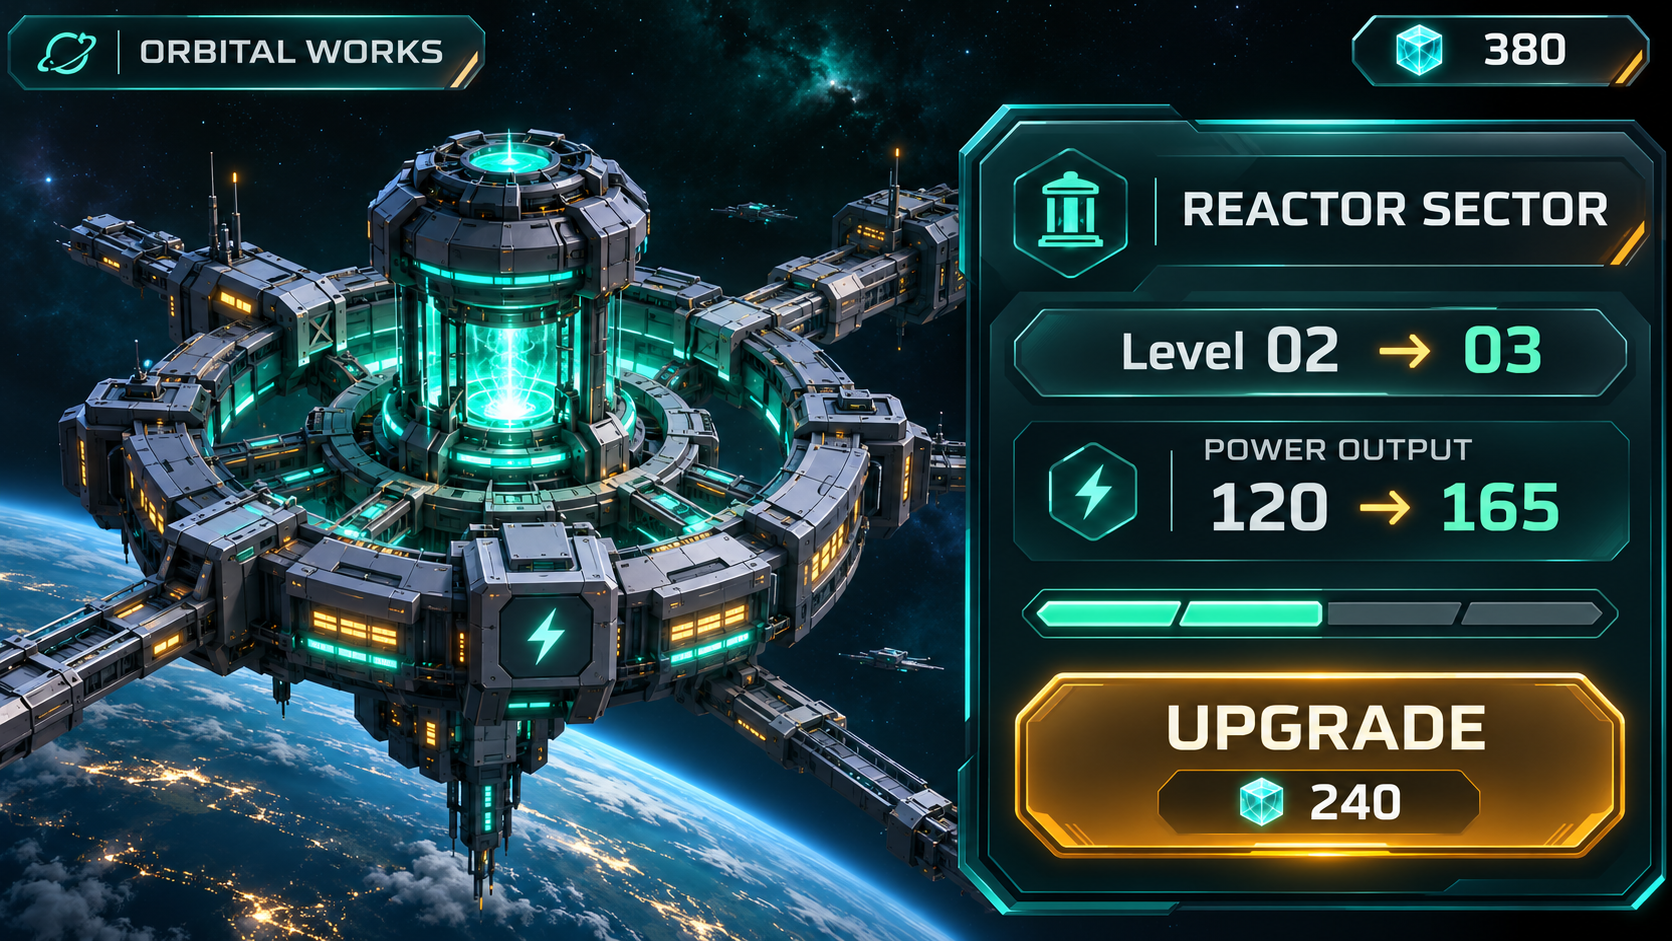 ORBITAL WORKS
380
REACTOR SECTOR
Level 02 → 03
POWER OUTPUT
120 → 165
UPGRADE
240